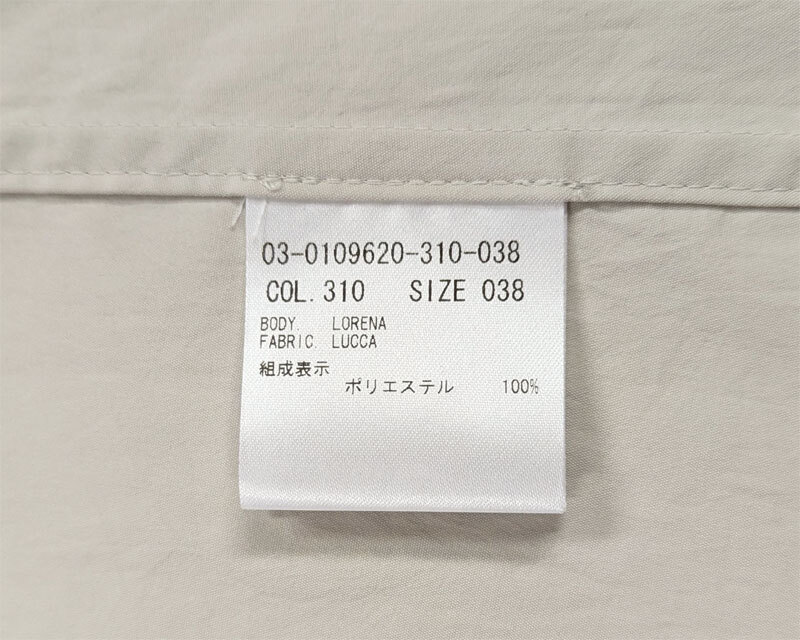 03-0109620-310-038
COL.310 SIZE 038
BODY. LORENA
FABRIC. LUCCA
組成表示
ポリエステル 100%